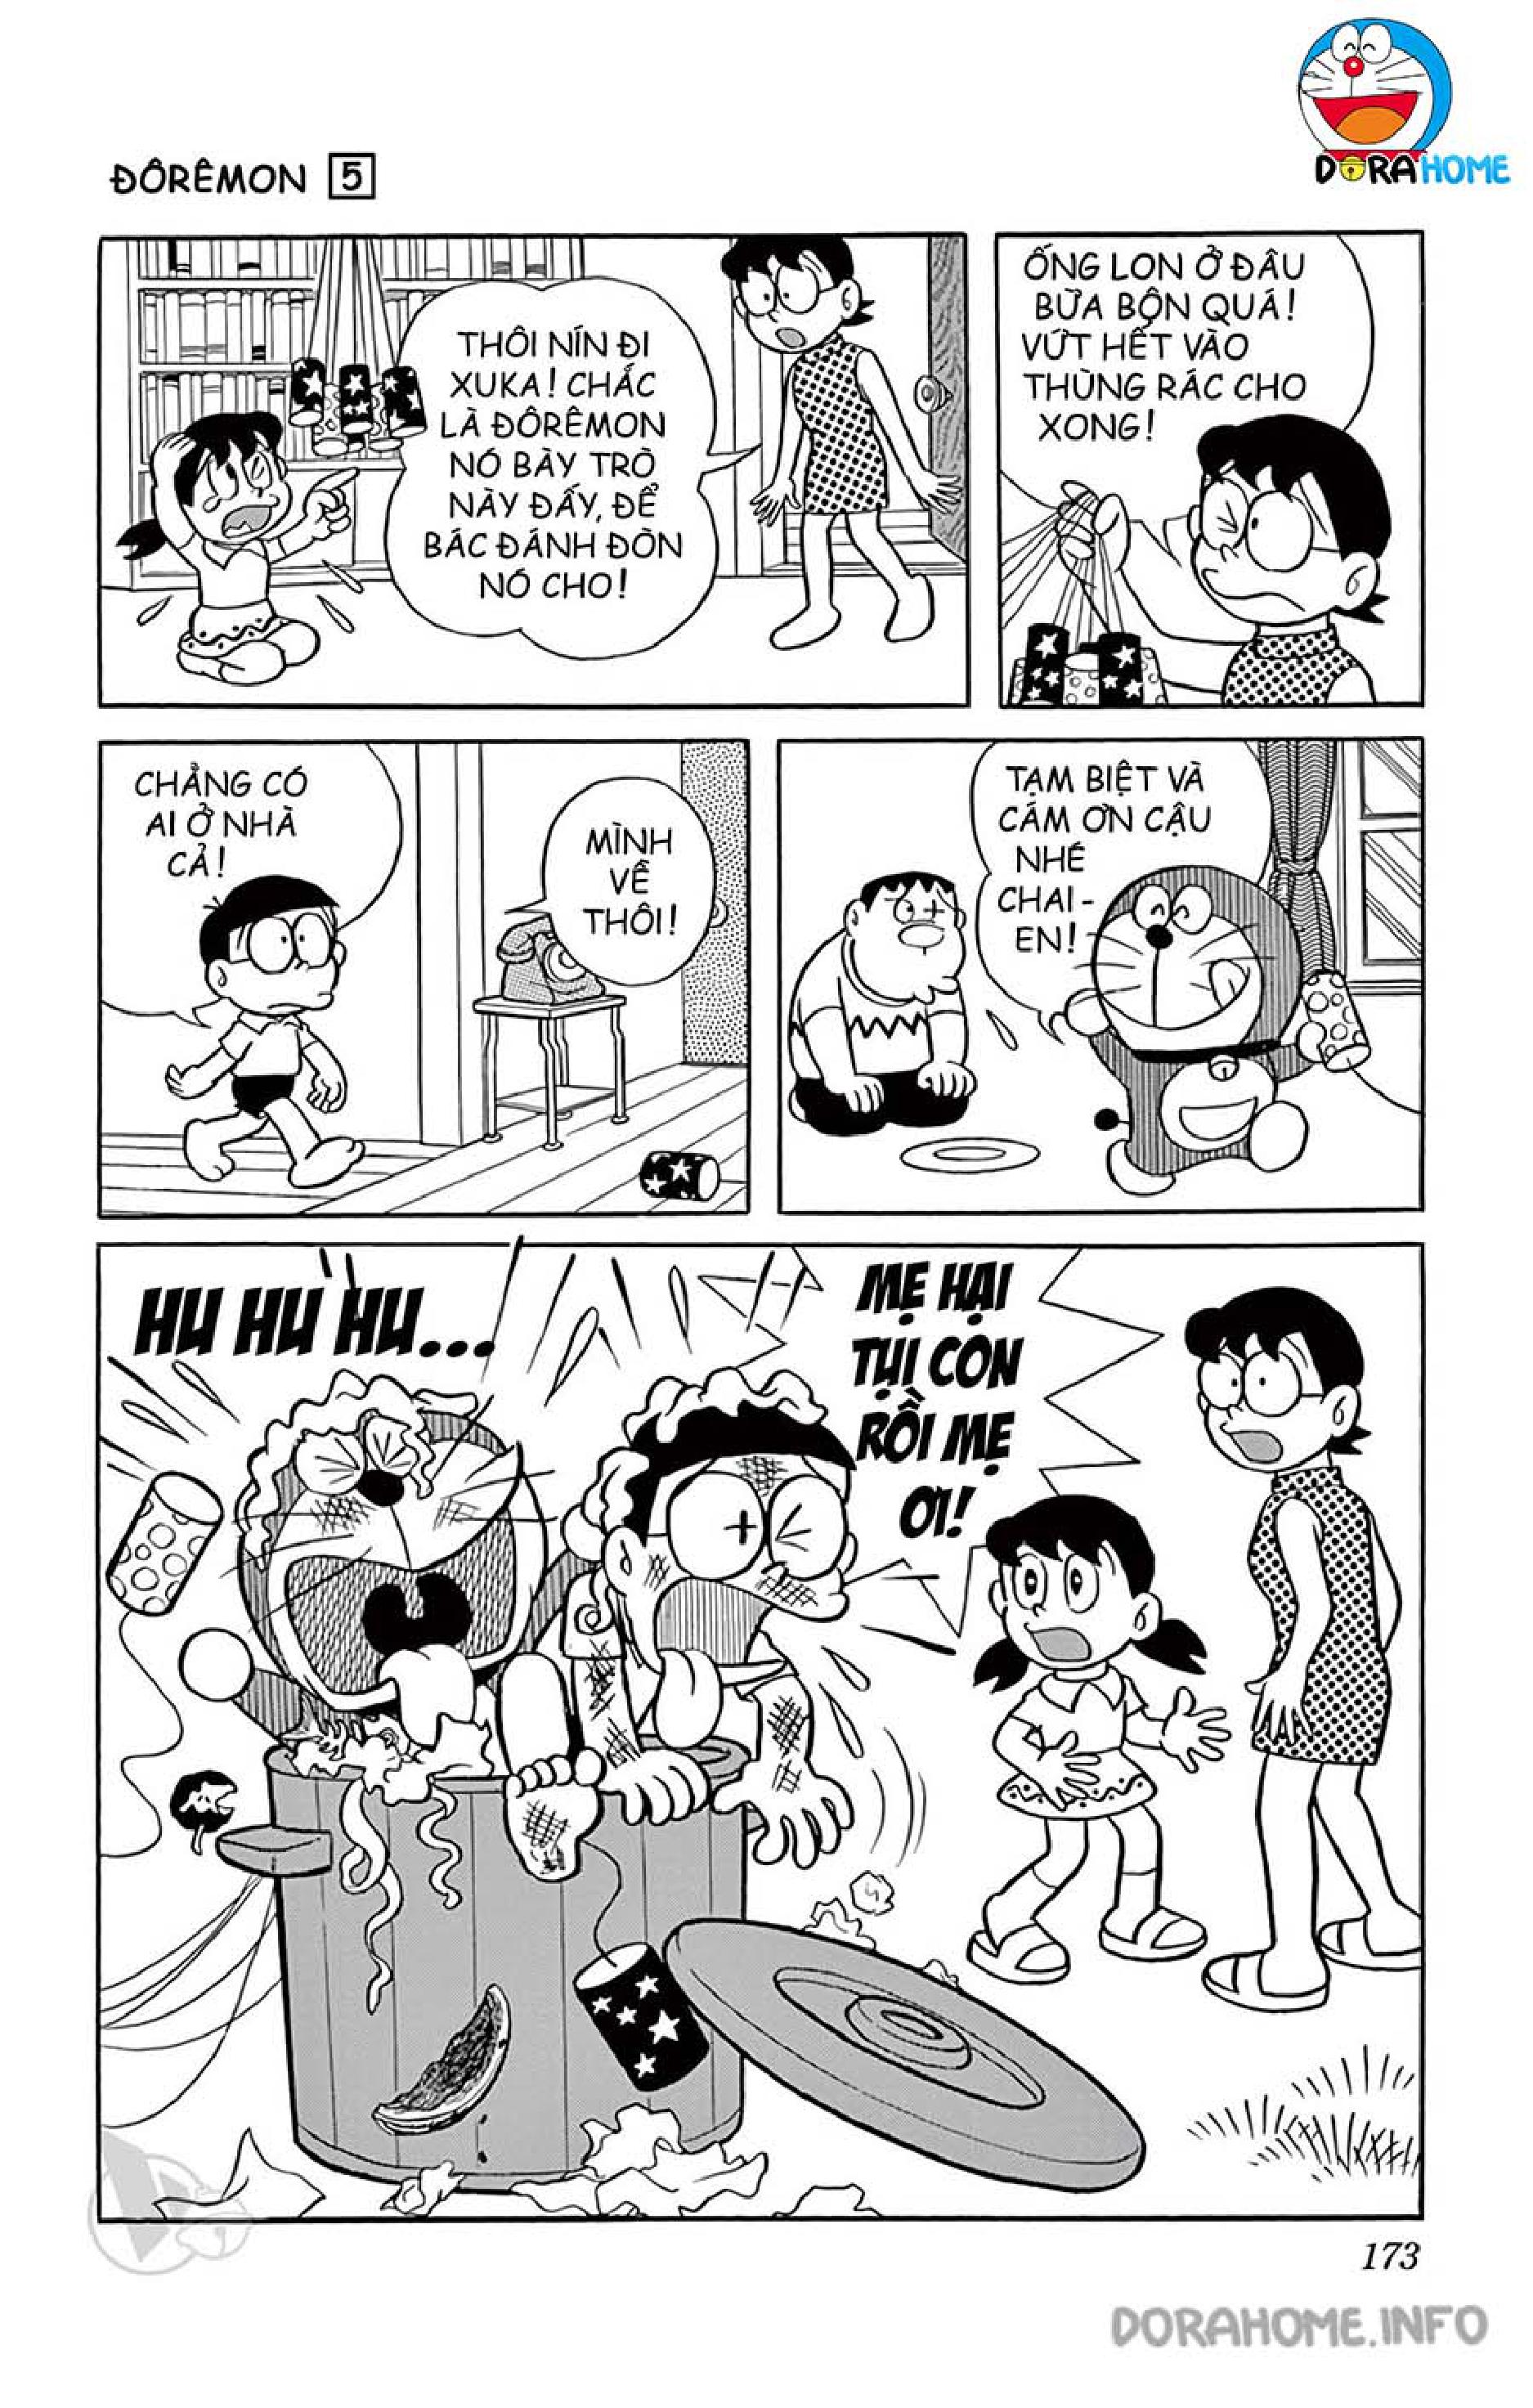 DORAHOME
ĐÔRÊMON 5
THÔI NÍN ĐI
XUKA! CHẮC
LÀ ĐÔRÊMON
NÓ BÀY TRÒ
NÀY ĐẤY, ĐỂ
BÁC ĐÁNH ĐÒN
NÓ CHO!
ỐNG LON Ở ĐÂU
BỪA BỘN QUÁ!
VỨT HẾT VÀO
THÙNG RÁC CHO
XONG!
CHẲNG CÓ
AI Ở NHÀ
CẢ!
MÌNH
VỀ
THÔI!
TẠM BIỆT VÀ
CÁM ƠN CẬU
NHÉ
CHAI-
EN!
HU HU HU...
MẸ HẠI
TỤI CON
RỒI MẸ
ƠI!
173
DORAHOME.INFO